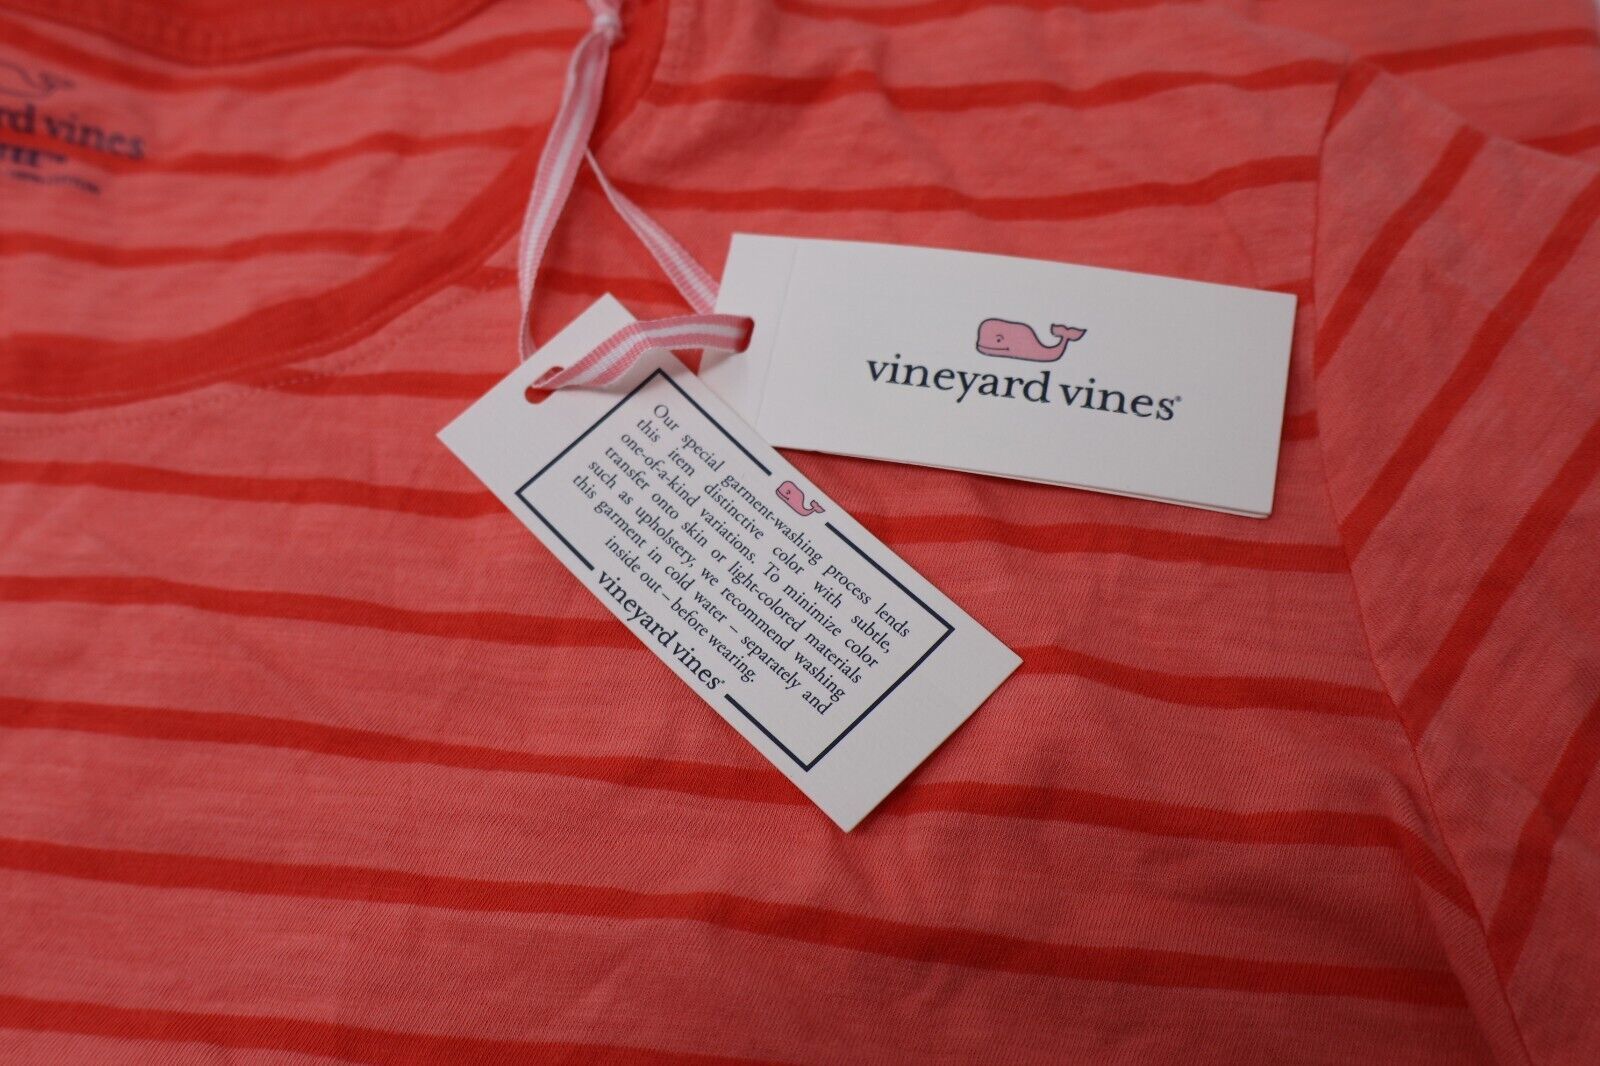 rd vines
vineyard vines®
Our special garment-washing process lends
this item distinctive color with subtle,
one-of-a-kind variations. To minimize color
transfer onto skin or light-colored materials
such as upholstery, we recommend washing
this garment in cold water – separately and
inside out – before wearing.
vineyard vines®